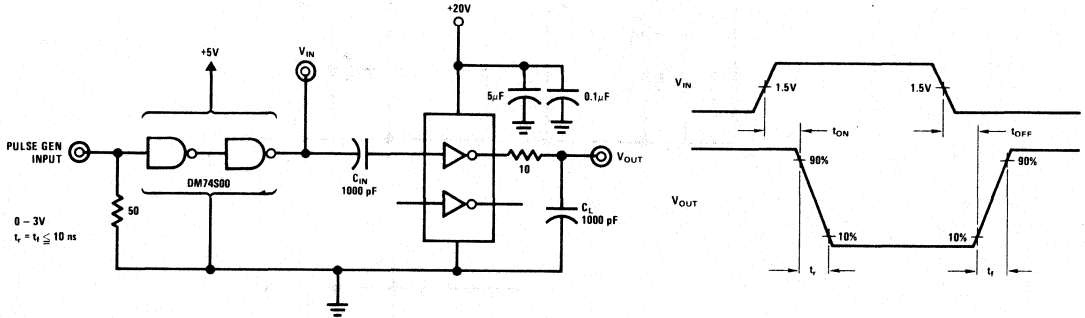 +20V
+5V
V_IN
5µF
0.1µF
PULSE GEN
INPUT
DM74S00
C_IN
1000 pF
10
V_OUT
50
C_L
1000 pF
0 – 3V
t_r = t_f ≦ 10 ns
V_IN
1.5V
1.5V
t_ON
t_OFF
90%
90%
V_OUT
10%
10%
t_r
t_f